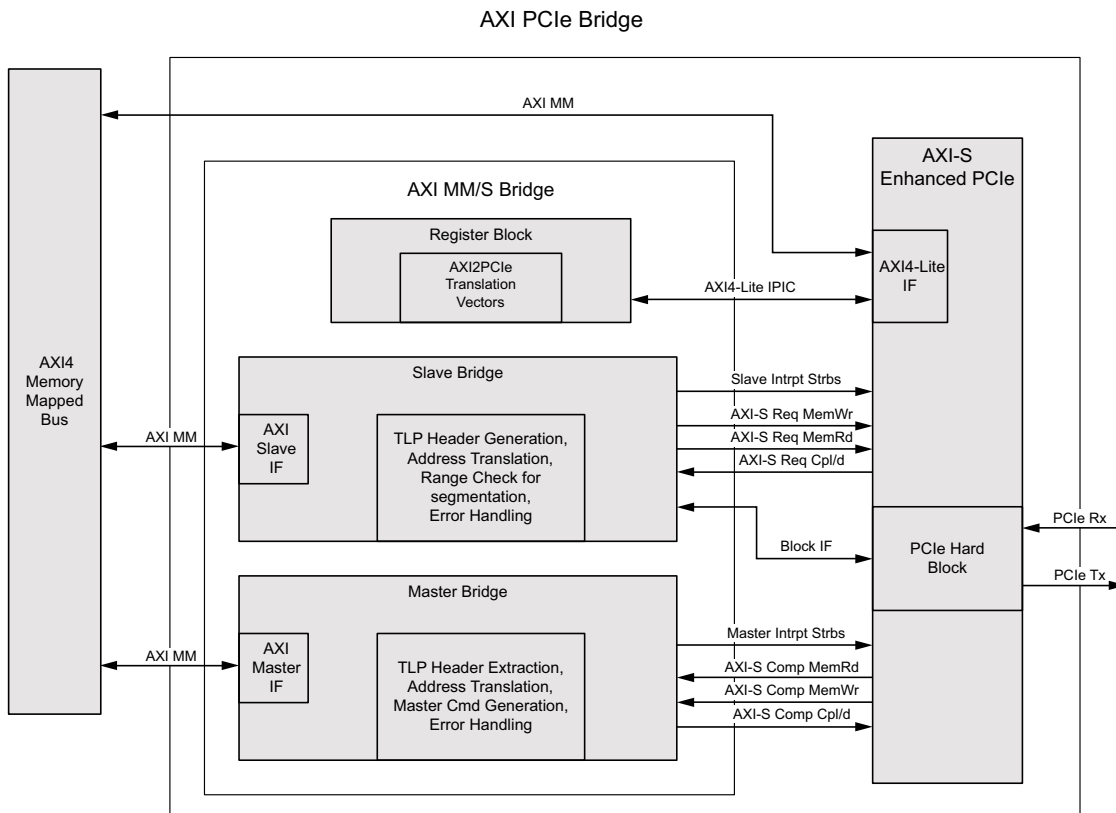 AXI PCIe Bridge
AXI MM
AXI-S
Enhanced PCIe
AXI MM/S Bridge
Register Block
AXI2PCIe
Translation
Vectors
AXI4-Lite
IF
AXI4-Lite IPIC
AXI4
Memory
Mapped
Bus
Slave Bridge
Slave Intrpt Strbs
AXI-S Req MemWr
AXI-S Req MemRd
AXI-S Req Cpl/d
AXI MM
AXI
Slave
IF
TLP Header Generation,
Address Translation,
Range Check for
segmentation,
Error Handling
Block IF
PCIe Hard
Block
PCIe Rx
PCIe Tx
Master Bridge
Master Intrpt Strbs
AXI-S Comp MemRd
AXI-S Comp MemWr
AXI-S Comp Cpl/d
AXI MM
AXI
Master
IF
TLP Header Extraction,
Address Translation,
Master Cmd Generation,
Error Handling